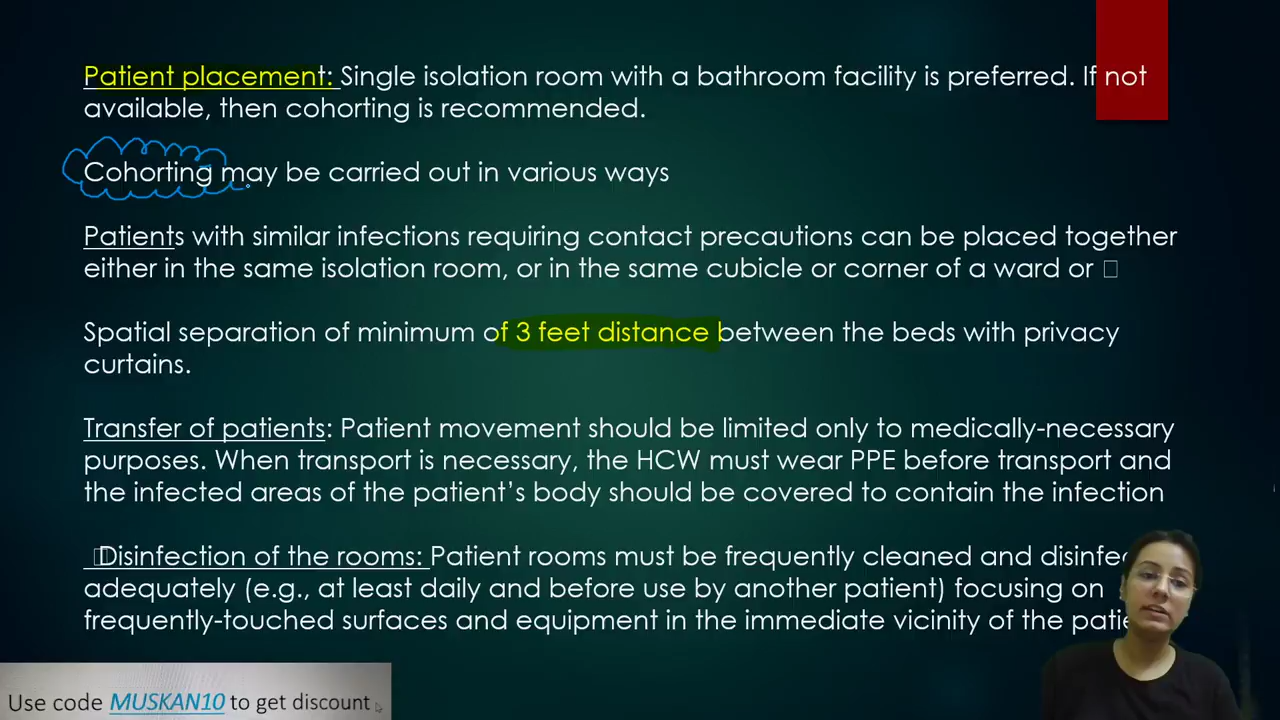 Patient placement: Single isolation room with a bathroom facility is preferred. If not
available, then cohorting is recommended.
Cohorting may be carried out in various ways
Patients with similar infections requiring contact precautions can be placed together
either in the same isolation room, or in the same cubicle or corner of a ward or
Spatial separation of minimum of 3 feet distance between the beds with privacy
curtains.
Transfer of patients: Patient movement should be limited only to medically-necessary
purposes. When transport is necessary, the HCW must wear PPE before transport and
the infected areas of the patient’s body should be covered to contain the infection
Disinfection of the rooms: Patient rooms must be frequently cleaned and
adequately (e.g., at least daily and before use by another patient) focusing on
frequently-touched surfaces and equipment in the immediate vicinity of the
Use code MUSKAN10 to get discount